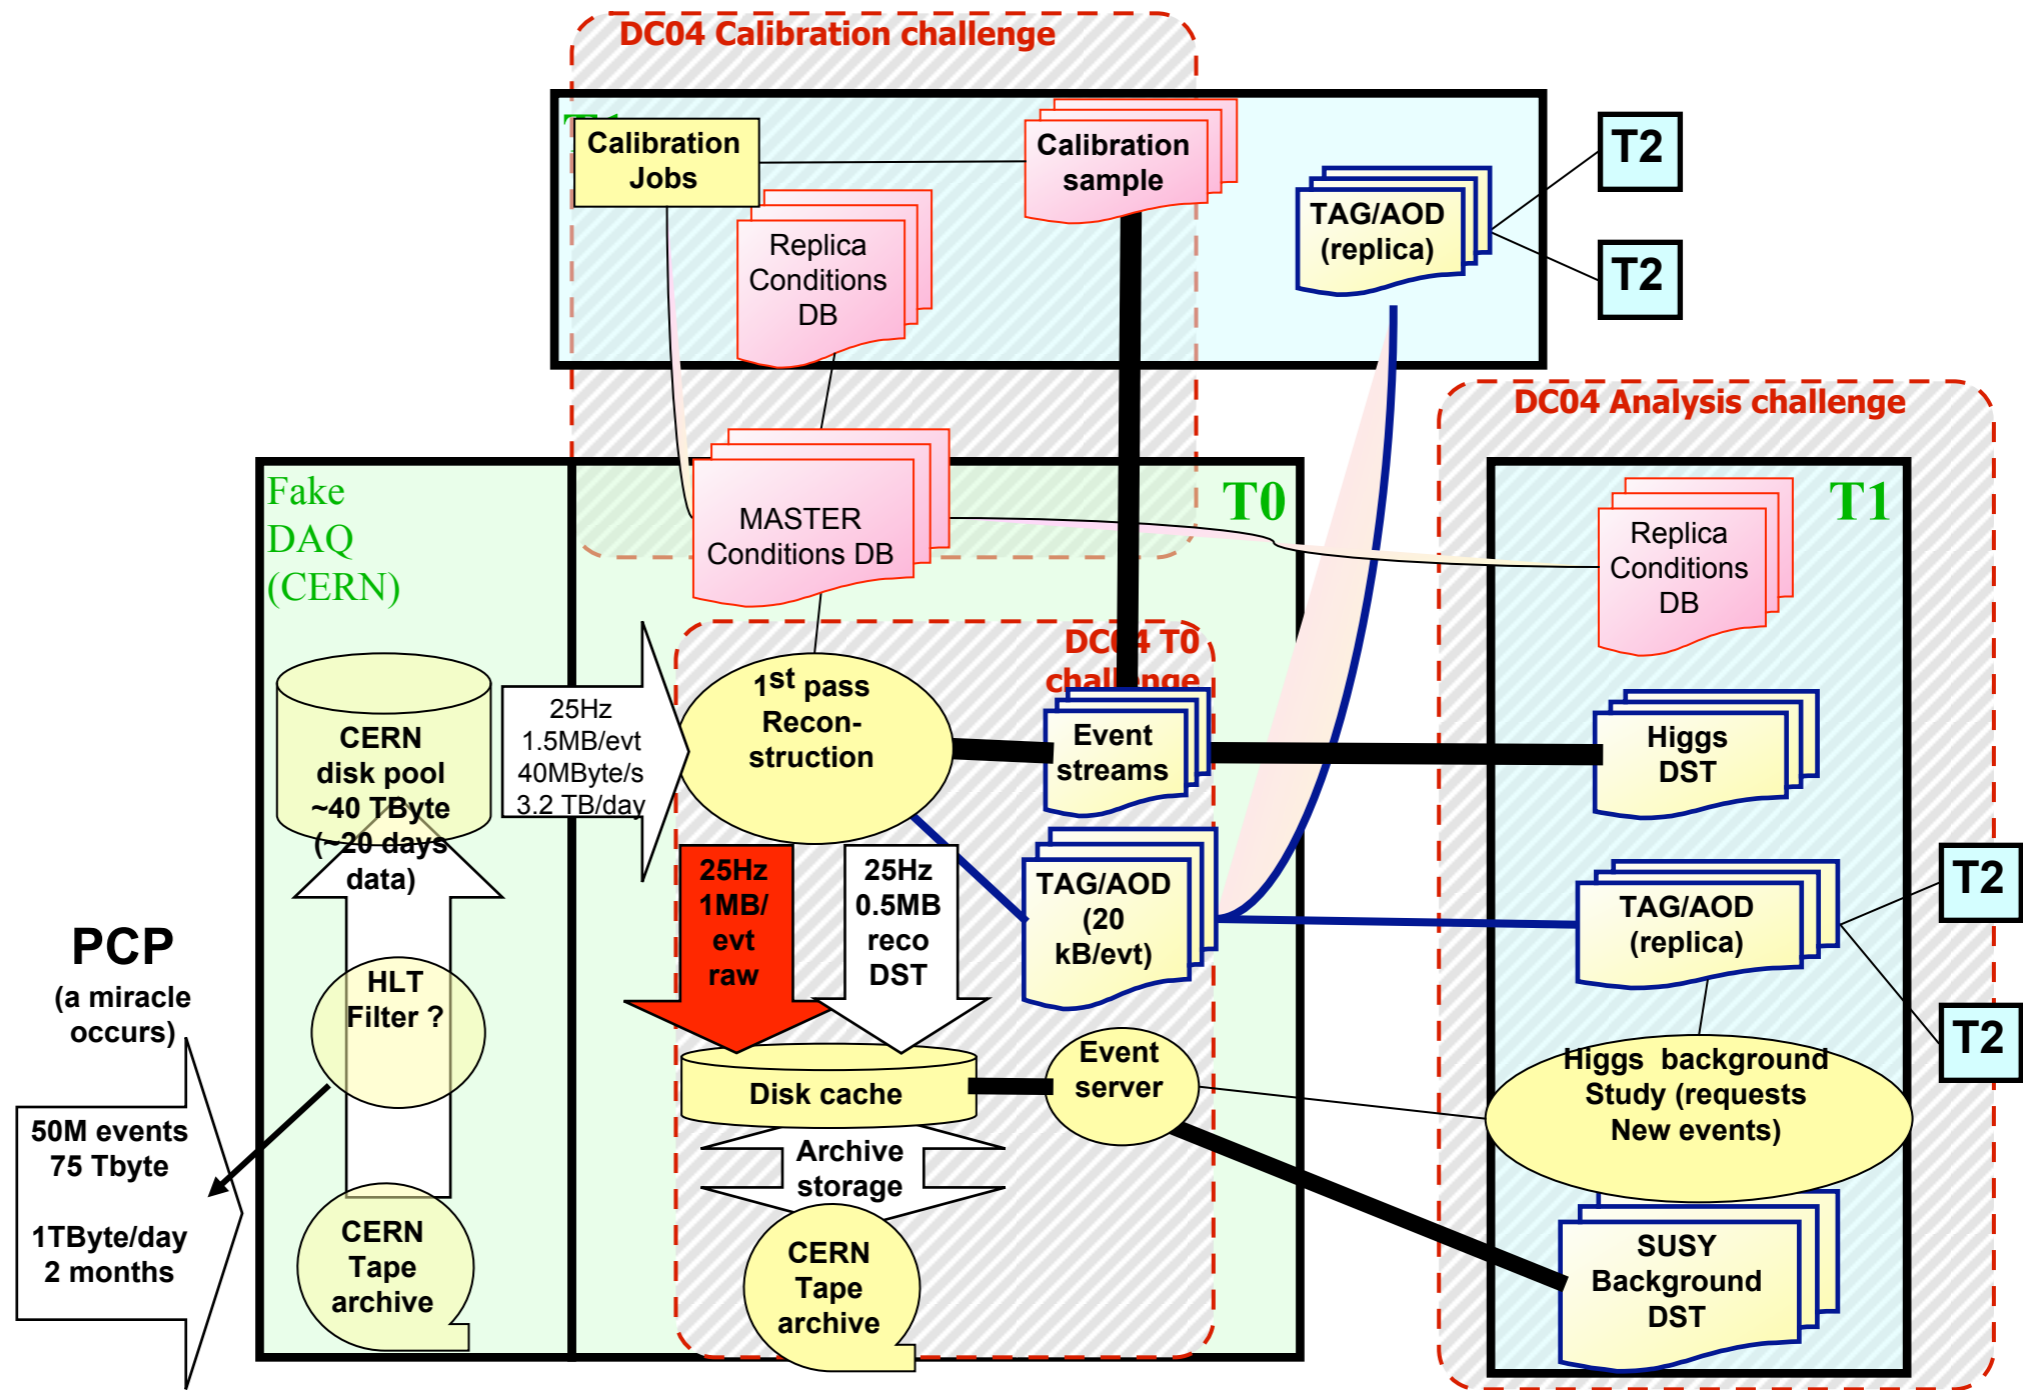 DC04 Calibration challenge
Calibration
Jobs
Calibration
sample
Replica
Conditions
DB
TAG/AOD
(replica)
T2
T2
DC04 Analysis challenge
Fake
DAQ
(CERN)
T0
MASTER
Conditions DB
T1
Replica
Conditions
DB
DC04 T0
challenge
CERN
disk pool
~40 TByte
(~20 days
data)
25Hz
1.5MB/evt
40MByte/s
3.2 TB/day
1st pass
Recon-
struction
Event
streams
Higgs
DST
25Hz
1MB/
evt
raw
25Hz
0.5MB
reco
DST
TAG/AOD
(20
kB/evt)
TAG/AOD
(replica)
T2
T2
PCP
(a miracle
occurs)
HLT
Filter ?
50M events
75 Tbyte
1TByte/day
2 months
CERN
Tape
archive
Disk cache
Event
server
Archive
storage
CERN
Tape
archive
Higgs background
Study (requests
New events)
SUSY
Background
DST